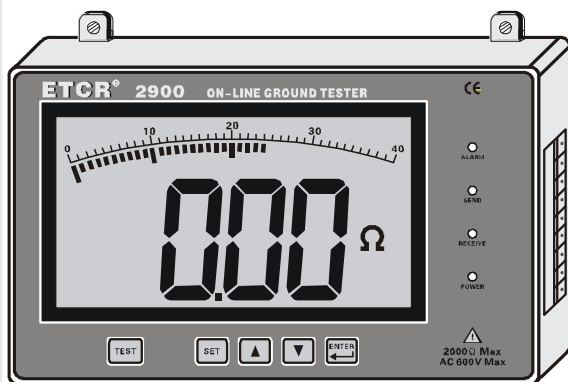 ETCR® 2900 ON-LINE GROUND TESTER
CE
0 10 20 30 40
0.00 Ω
ALARM
SEND
RECEIVE
POWER
TEST SET ▲ ▼ ENTER
2000Ω Max
AC 600V Max